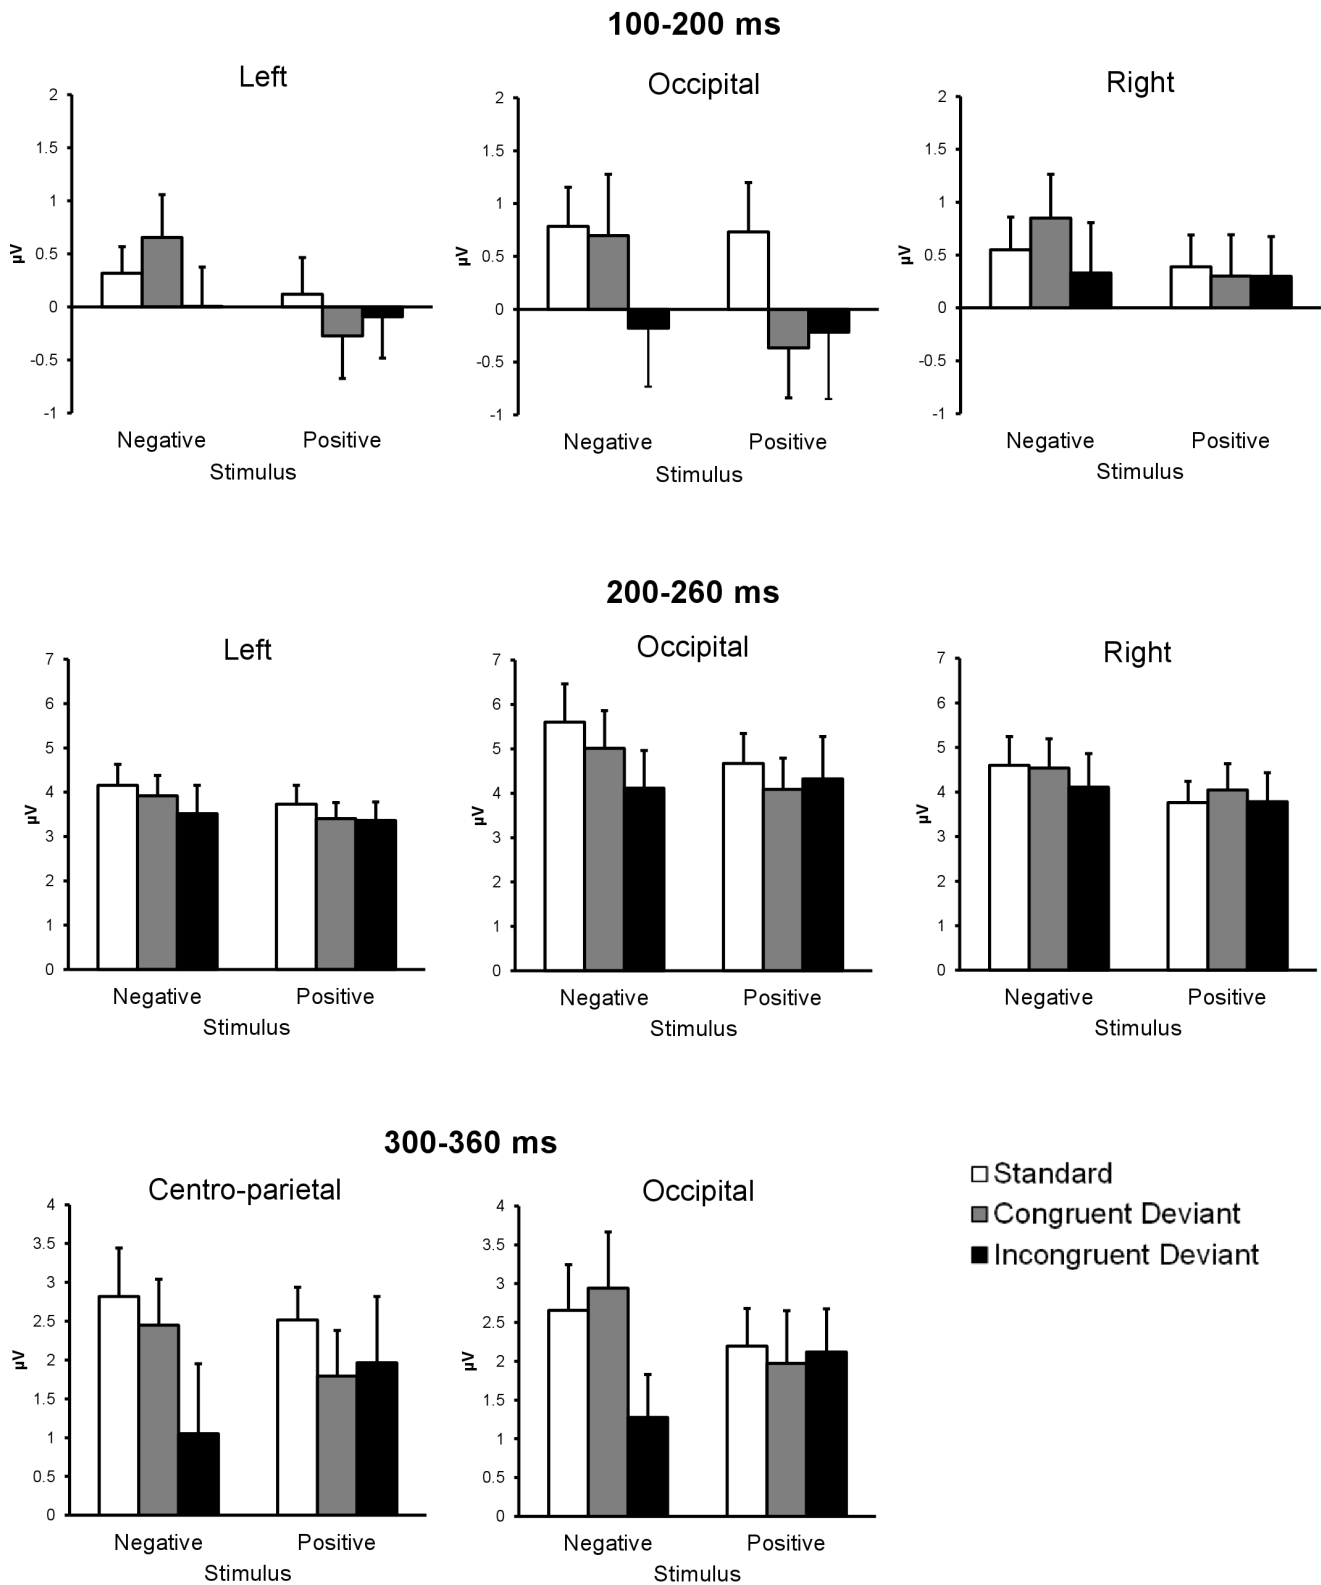 100-200 ms
Left
Occipital
Right
2
1.5
1
0.5
0
-0.5
-1
µV
Negative
Positive
Stimulus
2
1.5
1
0.5
0
-0.5
-1
µV
Negative
Positive
Stimulus
2
1.5
1
0.5
0
-0.5
-1
µV
Negative
Positive
Stimulus
200-260 ms
Left
Occipital
Right
7
6
5
4
3
2
1
0
µV
Negative
Positive
Stimulus
7
6
5
4
3
2
1
0
µV
Negative
Positive
Stimulus
7
6
5
4
3
2
1
0
µV
Negative
Positive
Stimulus
300-360 ms
Centro-parietal
Occipital
4
3.5
3
2.5
2
1.5
1
0.5
0
µV
Negative
Positive
Stimulus
4
3.5
3
2.5
2
1.5
1
0.5
0
µV
Negative
Positive
Stimulus
Standard
Congruent Deviant
Incongruent Deviant